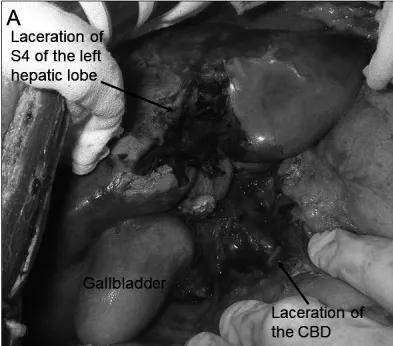 A
Laceration of
S4 of the left
hepatic lobe
Gallbladder
Laceration of
the CBD